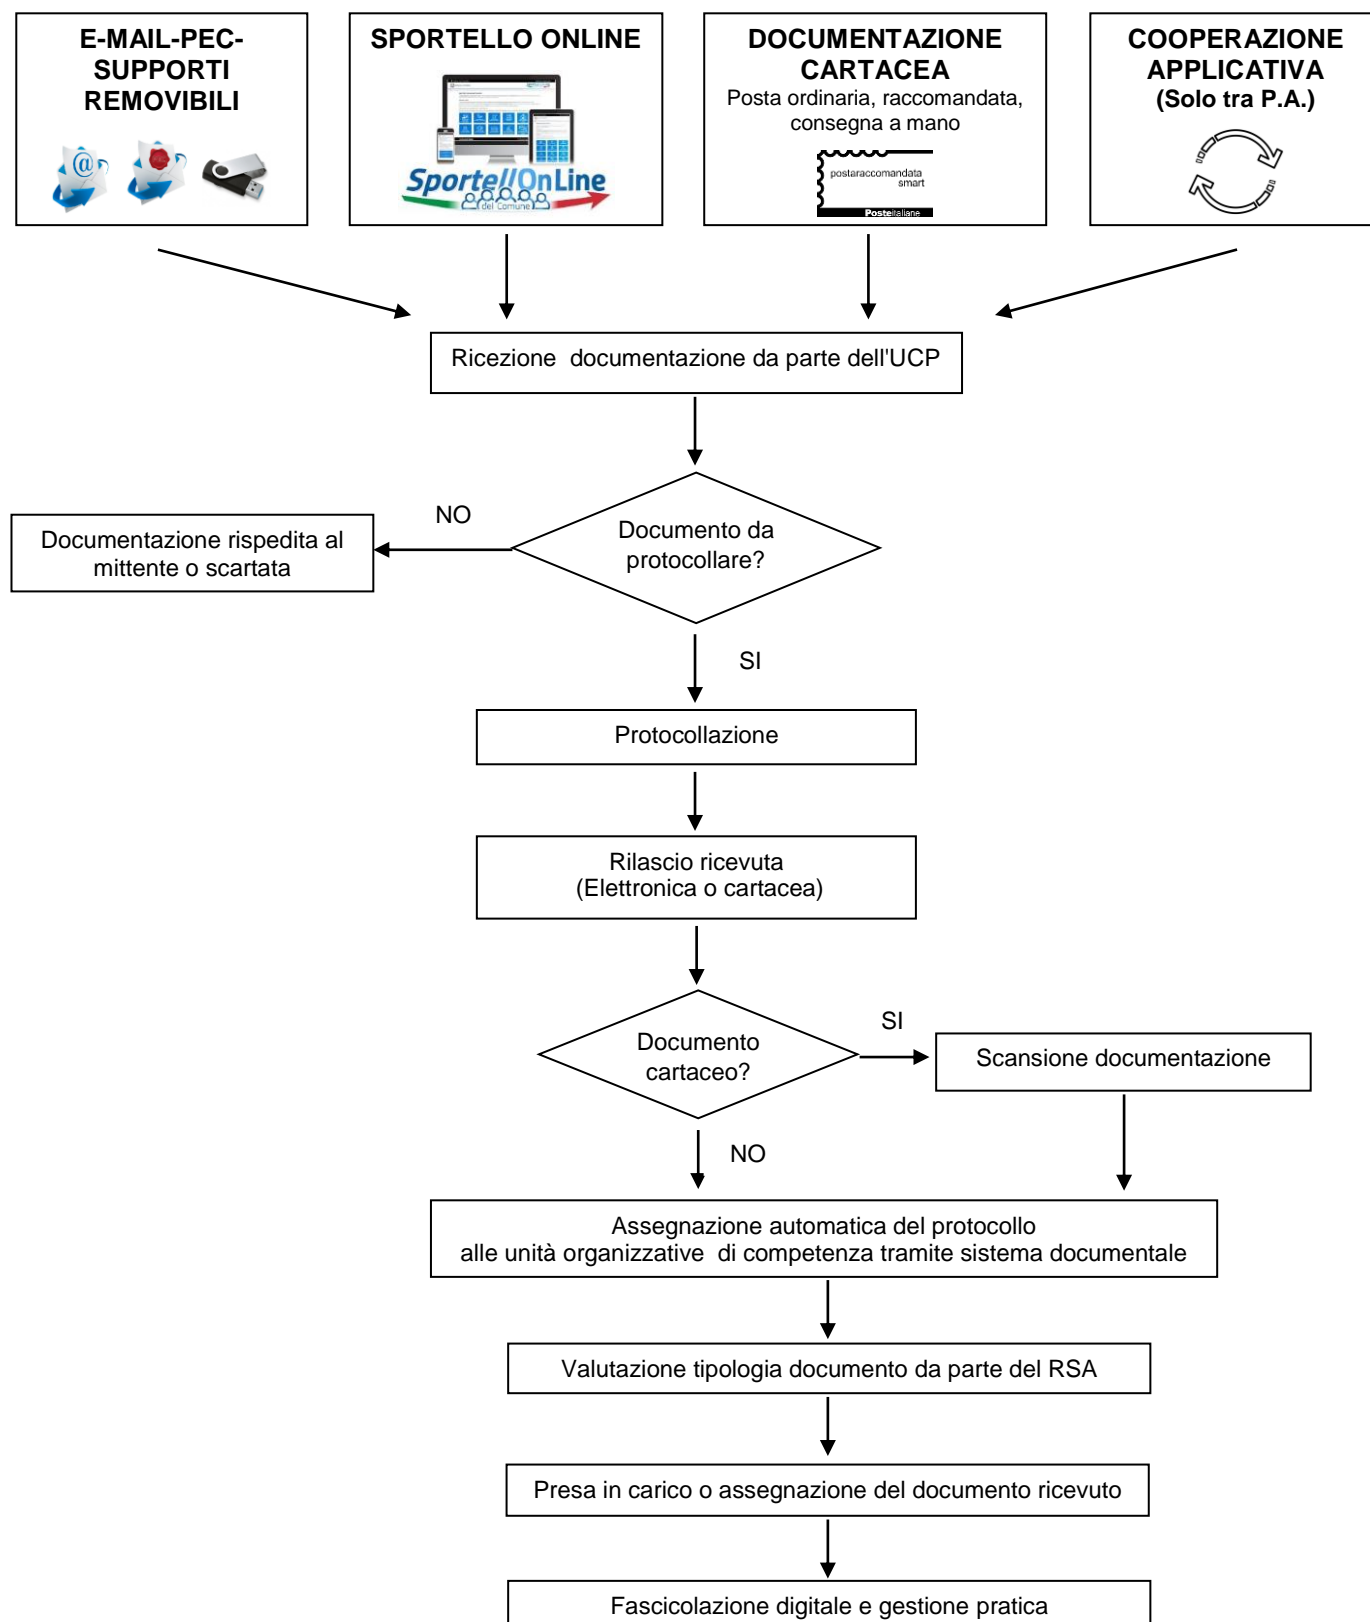 E-MAIL-PEC-
SUPPORTI
REMOVIBILI
@
SPORTELLO ONLINE
SportellOnLine
del Comune
DOCUMENTAZIONE
CARTACEA
Posta ordinaria, raccomandata,
consegna a mano
postaraccomandata
smart
Posteitaliane
COOPERAZIONE
APPLICATIVA
(Solo tra P.A.)
Ricezione documentazione da parte dell'UCP
Documento da
protocollare?
NO
Documentazione rispedita al
mittente o scartata
SI
Protocollazione
Rilascio ricevuta
(Elettronica o cartacea)
Documento
cartaceo?
SI
Scansione documentazione
NO
Assegnazione automatica del protocollo
alle unità organizzative di competenza tramite sistema documentale
Valutazione tipologia documento da parte del RSA
Presa in carico o assegnazione del documento ricevuto
Fascicolazione digitale e gestione pratica